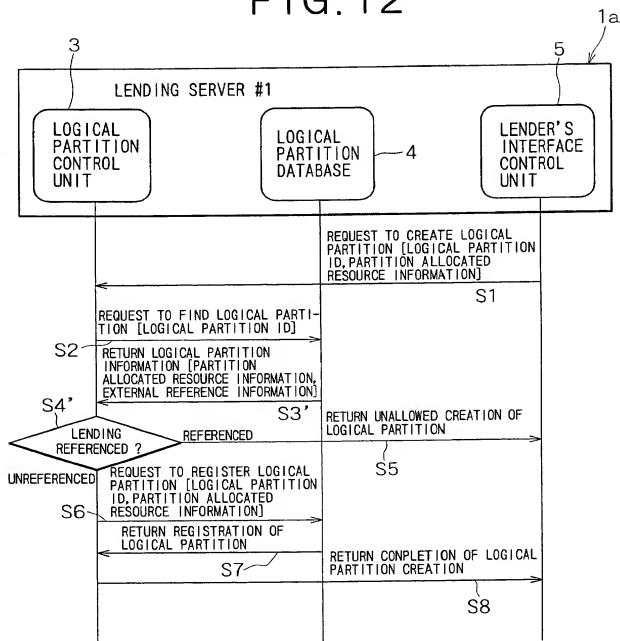 FIG.12
1a
3
5
LENDING SERVER #1
LOGICAL
PARTITION
CONTROL
UNIT
LOGICAL
PARTITION
DATABASE
4
LENDER'S
INTERFACE
CONTROL
UNIT
REQUEST TO CREATE LOGICAL
PARTITION [LOGICAL PARTITION
ID,PARTITION ALLOCATED
RESOURCE INFORMATION]
S1
REQUEST TO FIND LOGICAL PARTI-
TION [LOGICAL PARTITION ID]
S2
RETURN LOGICAL PARTITION
INFORMATION [PARTITION
ALLOCATED RESOURCE INFORMATION,
EXTERNAL REFERENCE INFORMATION]
S3'
S4'
LENDING
REFERENCED ?
REFERENCED
RETURN UNALLOWED CREATION OF
LOGICAL PARTITION
S5
UNREFERENCED
REQUEST TO REGISTER LOGICAL
PARTITION [LOGICAL PARTITION
ID,PARTITION ALLOCATED
RESOURCE INFORMATION]
S6
RETURN REGISTRATION OF
LOGICAL PARTITION
S7
RETURN CONPLETION OF LOGICAL
PARTITION CREATION
S8